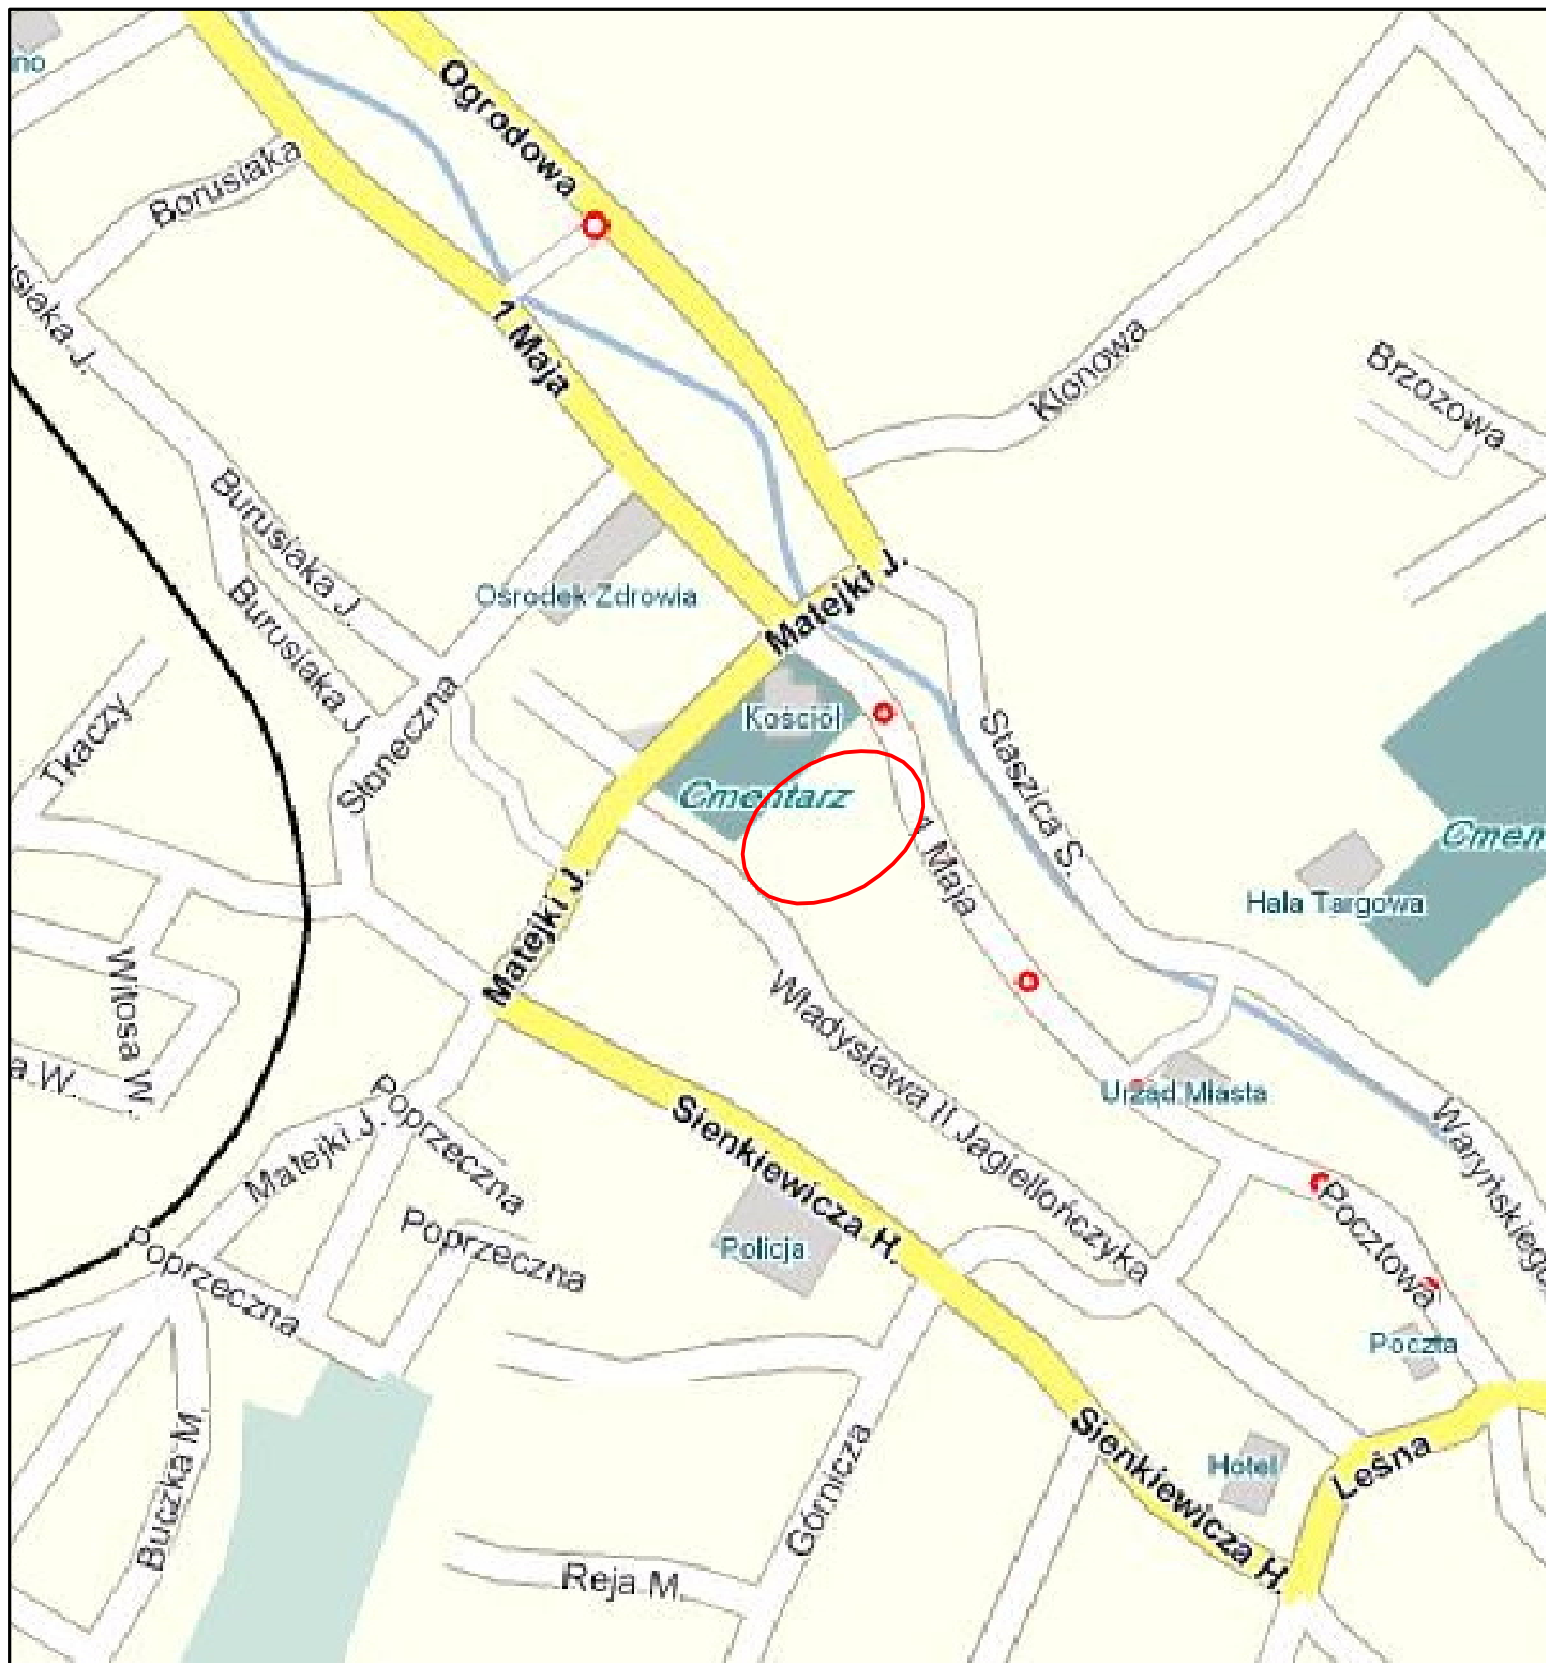 no
Ogrodowa
Borusiaka
siaka J.
1 Maja
Klonowa
Brzozowa
Burusiaka J.
Burusiaka J.
Ośrodek Zdrowia
Matejki J.
Tkaczy
Słoneczna
Kościół
Cmentarz
Staszica S.
Cmen
1 Maja
Hala Targowa
Matejki J.
Witosa W.
Władysława II Jagiellończyka
a W.
Poprzeczna
Urząd Miasta
Sienkiewicza H.
Matejki J.
Waryńskiego
Pocztowa
Poprzeczna
Policja
Poprzeczna
Poczta
Buczka M.
Górnicza
Sienkiewicza H.
Hotel
Leśna
Reja M.